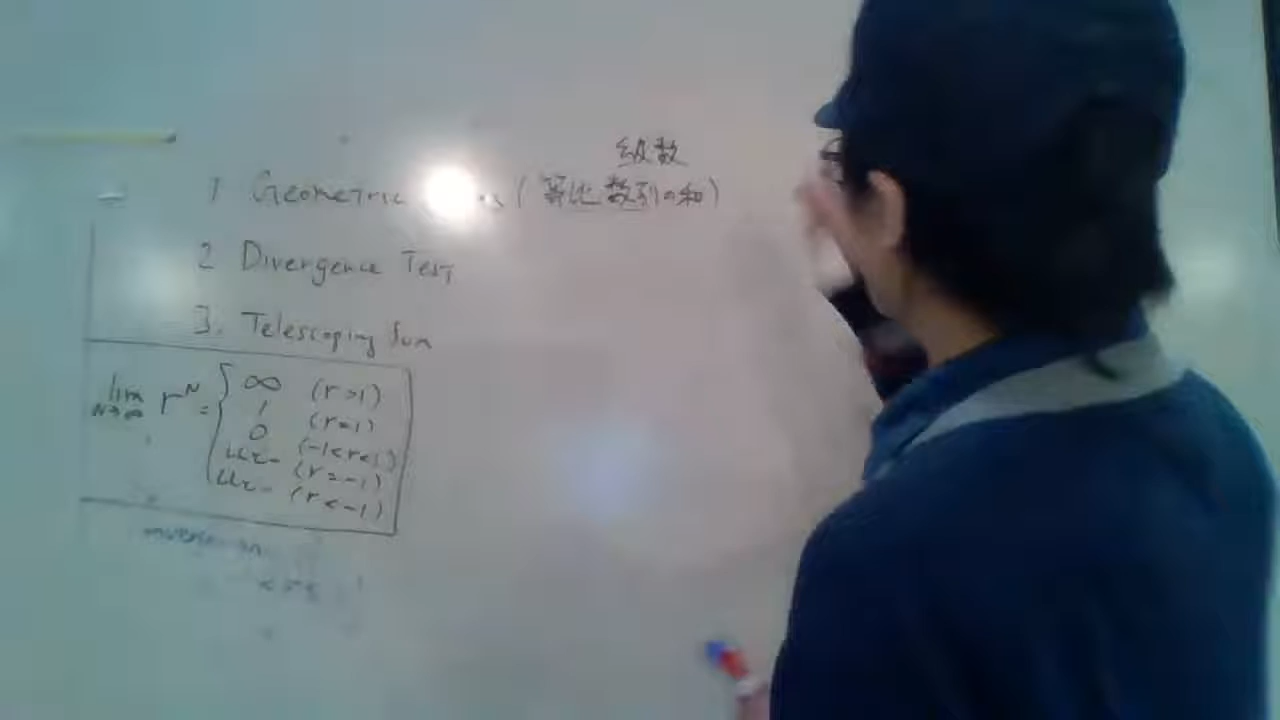 級数
1 Geometric (等比数列の和)
2 Divergence Test
3. Telescoping Sum
lim N→∞ r^N = { ∞ (r>1)
1 (r=1)
0 (-1<r<1)
(r=-1)
(r<-1)